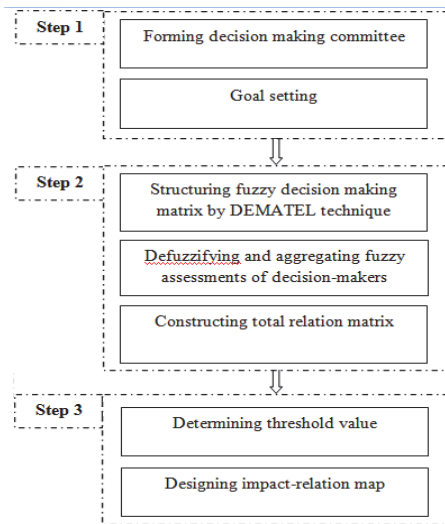 Step 1
Forming decision making committee
Goal setting
Step 2
Structuring fuzzy decision making
matrix by DEMATEL technique
Defuzzifying and aggregating fuzzy
assessments of decision-makers
Constructing total relation matrix
Step 3
Determining threshold value
Designing impact-relation map